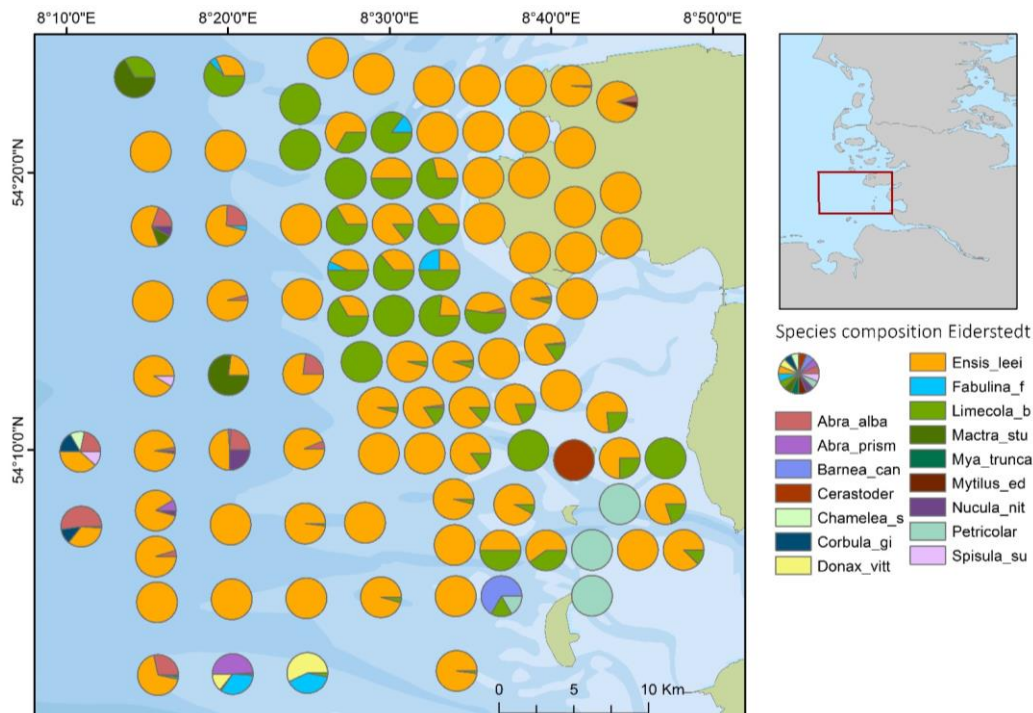 8°10'0"E 8°20'0"E 8°30'0"E 8°40'0"E 8°50'0"E
54°20'0"N
54°10'0"N
0 5 10 Km
Species composition Eiderstedt
Abra_alba
Abra_prism
Barnea_can
Cerastoder
Chamelea_s
Corbula_gi
Donax_vitt
Ensis_leei
Fabulina_f
Limecola_b
Mactra_stu
Mya_trunca
Mytilus_ed
Nucula_nit
Petricolar
Spisula_su